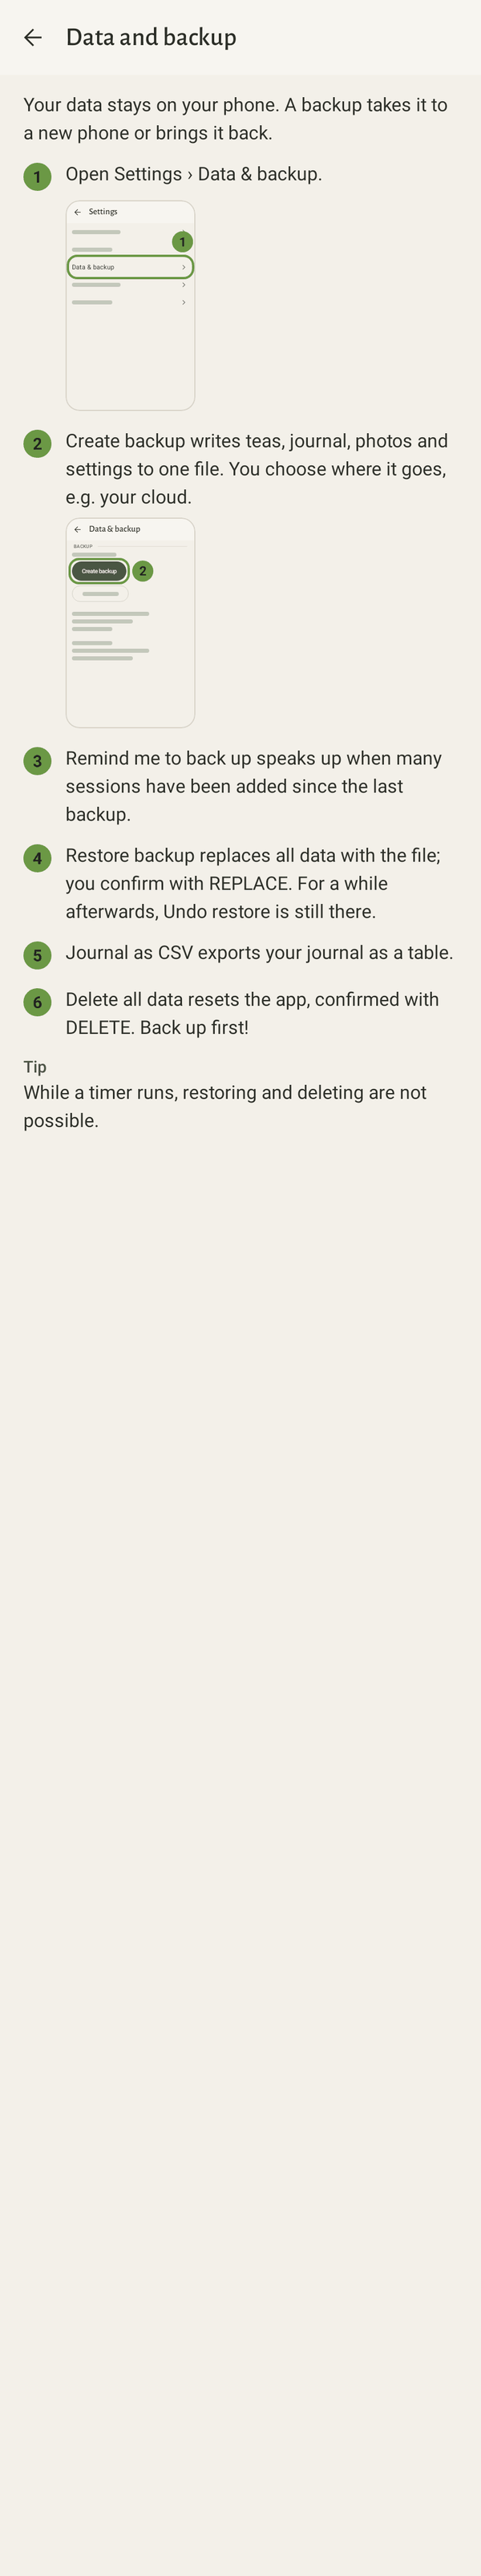 Data and backup
Your data stays on your phone. A backup takes it to
a new phone or brings it back.
1 Open Settings › Data & backup.
Settings
1
Data & backup
2 Create backup writes teas, journal, photos and
settings to one file. You choose where it goes,
e.g. your cloud.
Data & backup
BACKUP
Create backup 2
3 Remind me to back up speaks up when many
sessions have been added since the last
backup.
4 Restore backup replaces all data with the file;
you confirm with REPLACE. For a while
afterwards, Undo restore is still there.
5 Journal as CSV exports your journal as a table.
6 Delete all data resets the app, confirmed with
DELETE. Back up first!
Tip
While a timer runs, restoring and deleting are not
possible.